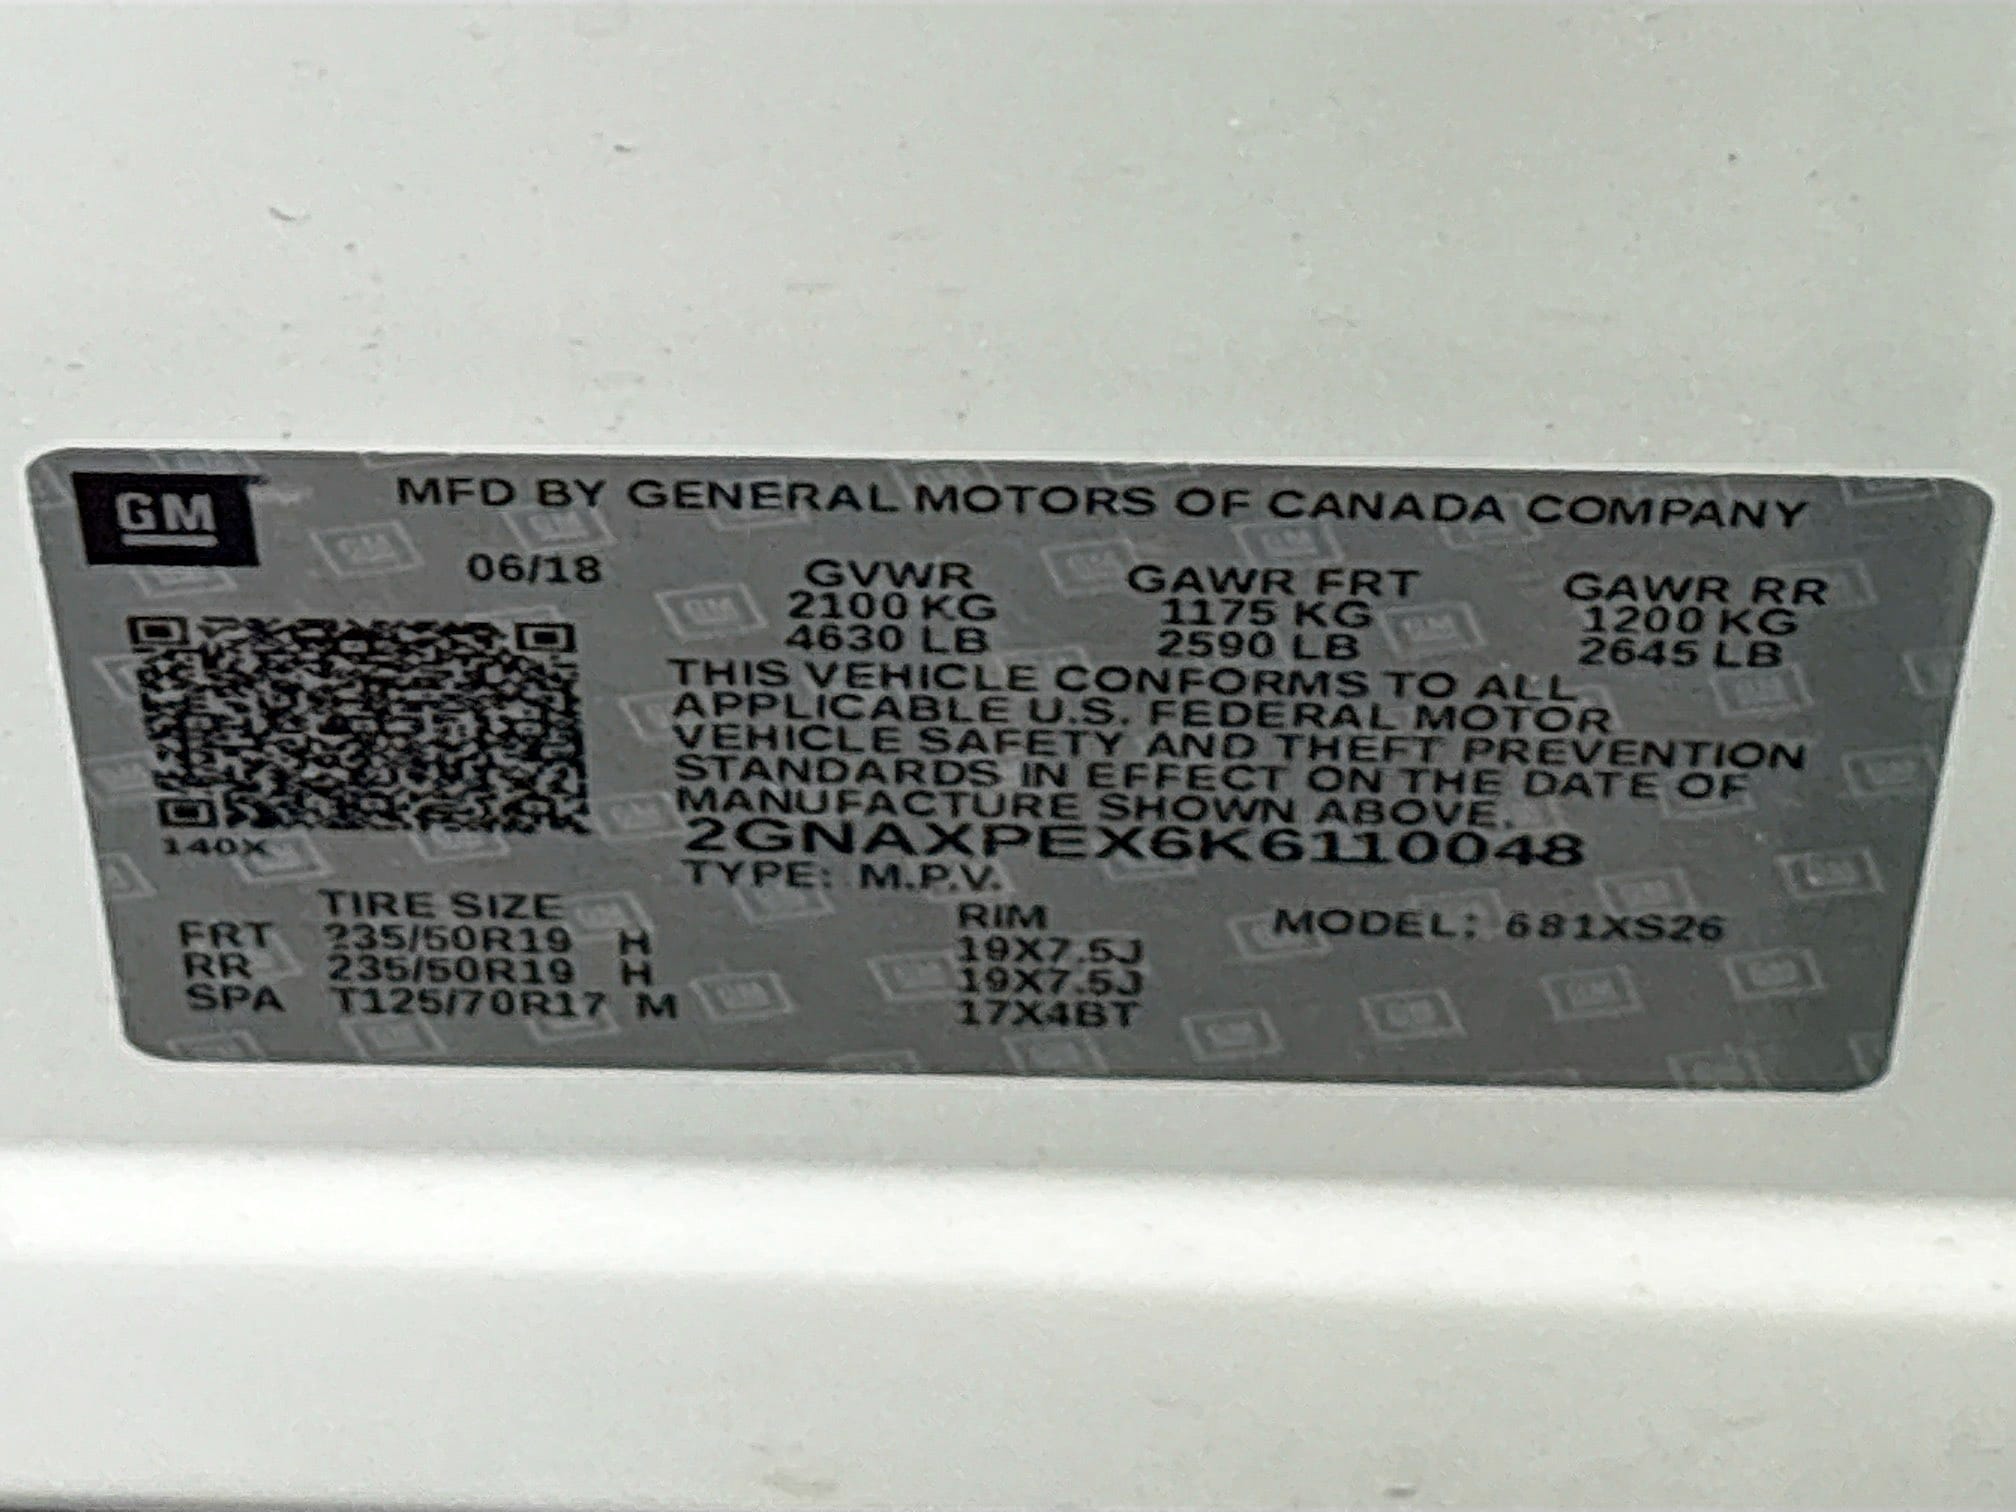 GM
MFD BY GENERAL MOTORS OF CANADA COMPANY
06/18 GVWR GAWR FRT GAWR RR
2100 KG 1175 KG 1200 KG
4630 LB 2590 LB 2645 LB
THIS VEHICLE CONFORMS TO ALL
APPLICABLE U.S. FEDERAL MOTOR
VEHICLE SAFETY AND THEFT PREVENTION
STANDARDS IN EFFECT ON THE DATE OF
MANUFACTURE SHOWN ABOVE.
140X
2GNAXPEX6K6110048
TYPE: M.P.V.
TIRE SIZE RIM MODEL: 681XS26
FRT 235/50R19 H 19X7.5J
RR 235/50R19 H 19X7.5J
SPA T125/70R17 M 17X4BT